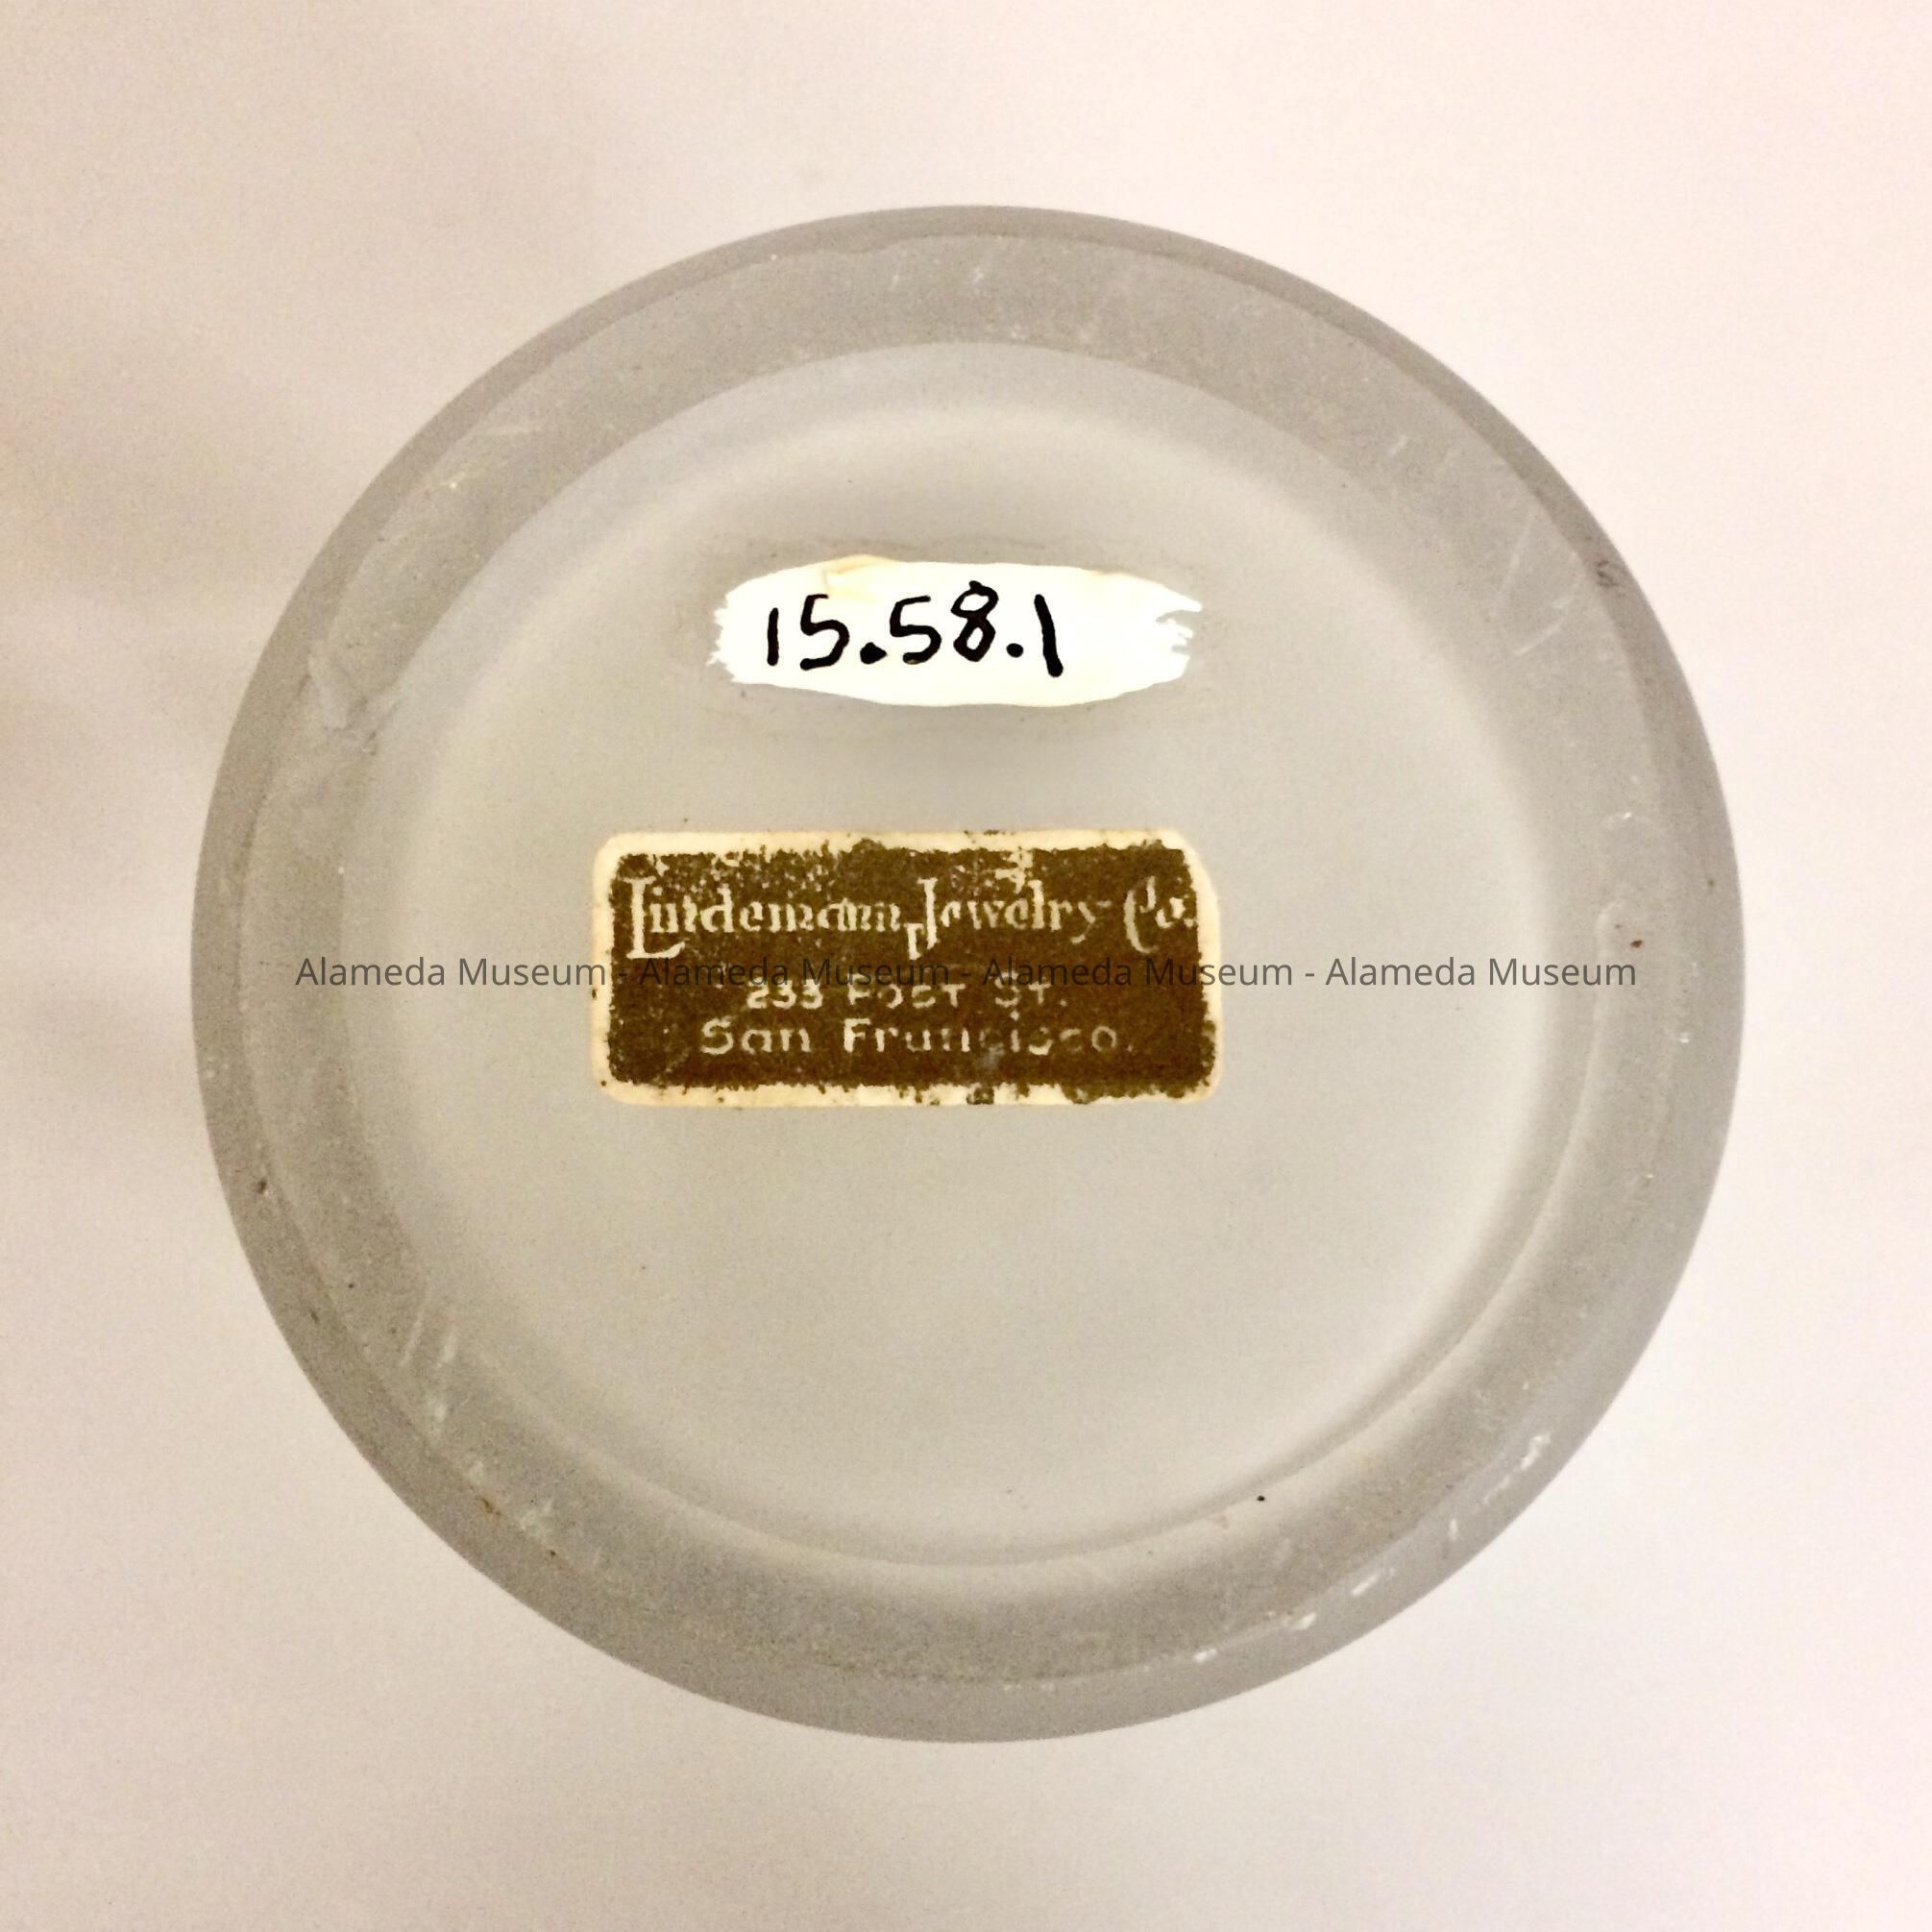 15.58.1
Lindemann Jewelry Co.
Alameda Museum - Alameda Museum - Alameda Museum - Alameda Museum
233 POST ST.
San Francisco.